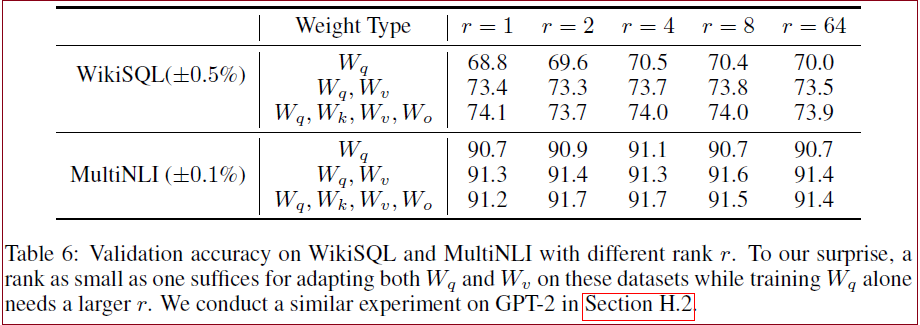 Weight Type r = 1 r = 2 r = 4 r = 8 r = 64
WikiSQL(±0.5%) W_q 68.8 69.6 70.5 70.4 70.0
W_q, W_v 73.4 73.3 73.7 73.8 73.5
W_q, W_k, W_v, W_o 74.1 73.7 74.0 74.0 73.9
MultiNLI (±0.1%) W_q 90.7 90.9 91.1 90.7 90.7
W_q, W_v 91.3 91.4 91.3 91.6 91.4
W_q, W_k, W_v, W_o 91.2 91.7 91.7 91.5 91.4
Table 6: Validation accuracy on WikiSQL and MultiNLI with different rank r. To our surprise, a
rank as small as one suffices for adapting both W_q and W_v on these datasets while training W_q alone
needs a larger r. We conduct a similar experiment on GPT-2 in Section H.2.